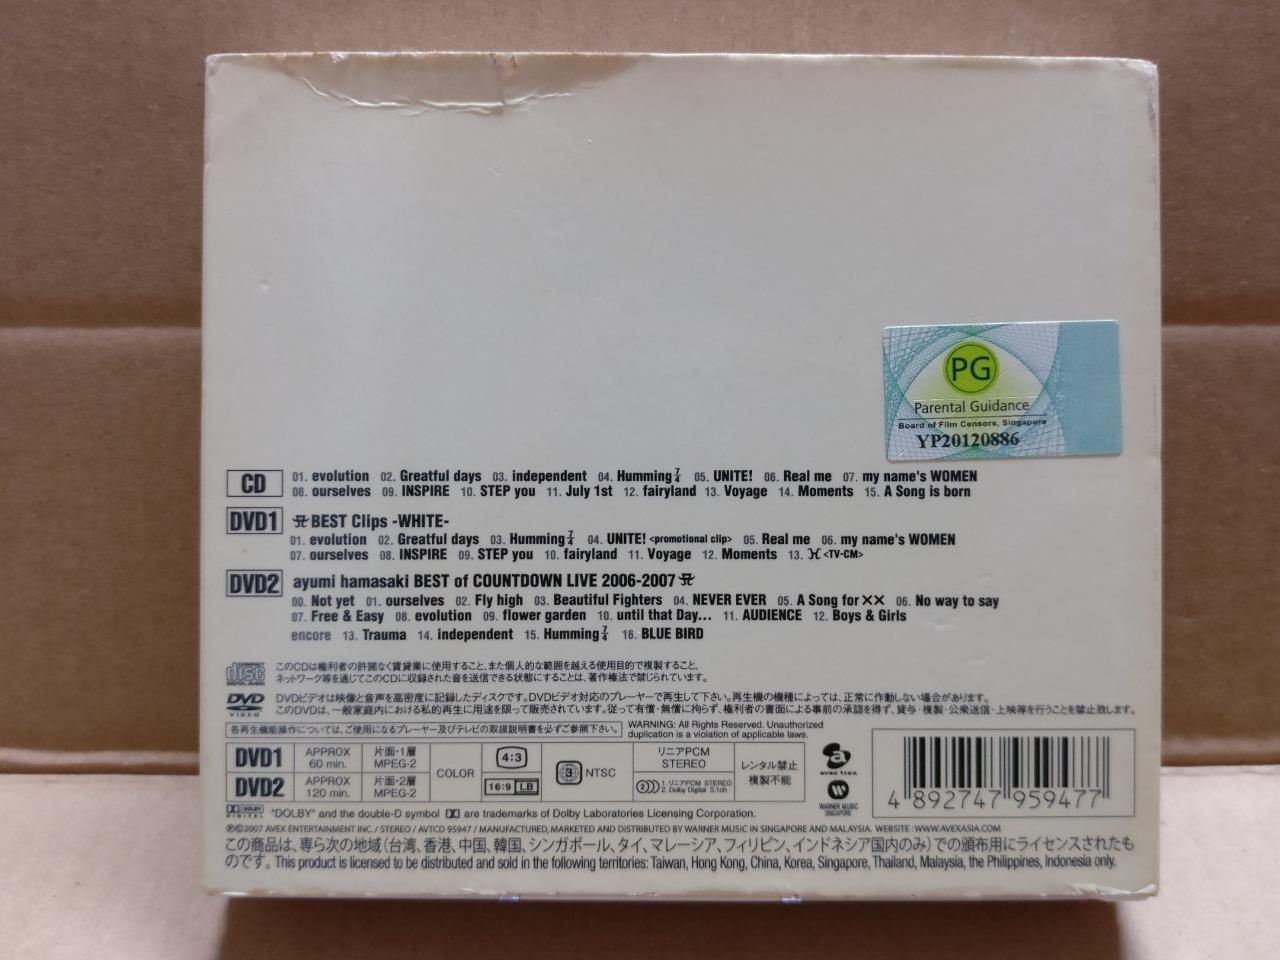 PG
Parental Guidance
Board of Film Censors, Singapore
YP20120886
CD
01. evolution 02. Greatful days 03. independent 04. Humming 7/4 05. UNITE! 06. Real me 07. my name's WOMEN
08. ourselves 09. INSPIRE 10. STEP you 11. July 1st 12. fairyland 13. Voyage 14. Moments 15. A Song is born
DVD1 BEST Clips -WHITE-
01. evolution 02. Greatful days 03. Humming 7/4 04. UNITE! <promotional clip> 05. Real me 06. my name's WOMEN
07. ourselves 08. INSPIRE 09. STEP you 10. fairyland 11. Voyage 12. Moments 13. <TV-CM>
DVD2 ayumi hamasaki BEST of COUNTDOWN LIVE 2006-2007
00. Not yet 01. ourselves 02. Fly high 03. Beautiful Fighters 04. NEVER EVER 05. A Song for ×× 06. No way to say
07. Free & Easy 08. evolution 09. flower garden 10. until that Day... 11. AUDIENCE 12. Boys & Girls
encore 13. Trauma 14. independent 15. Humming 7/4 16. BLUE BIRD
COMPACT disc DIGITAL AUDIO
このCDは権利者の許諾なく賃貸業に使用すること、また個人的な範囲を越える使用目的で複製すること、
ネットワーク等を通じてこのCDに収録された音を送信できる状態にすることは、著作権法で禁じられています。
DVD VIDEO
DVDビデオは映像と音声を高密度に記録したディスクです。DVDビデオ対応のプレーヤーで再生して下さい。再生機の機種によっては、正常に作動しない場合があります。
このDVDは、一般家庭内における私的再生に用途を限って販売されています。従って有償・無償に拘らず、権利者の書面による事前の承認を得ず、貸与・複製・公衆送信・上映等を行うことを禁止致します。
各再生機能操作については、ご使用になるプレーヤー及びテレビの取扱説明書を必ずご参照下さい。
WARNING: All Rights Reserved. Unauthorized
duplication is a violation of applicable laws.
DVD1 APPROX 60 min. 片面・1層 MPEG-2
DVD2 APPROX 120 min. 片面・2層 MPEG-2
COLOR
4:3
16:9 LB
3 NTSC
リニアPCM STEREO
2 1. リニアPCM STEREO
2. Dolby Digital 5.1ch
レンタル禁止
複製不能
avex trax
WARNER MUSIC
SINGAPORE
4 892747 959477
DOLBY DIGITAL "DOLBY" and the double-D symbol are trademarks of Dolby Laboratories Licensing Corporation.
℗©2007 AVEX ENTERTAINMENT INC. / STEREO / AVTCD 95947 / MANUFACTURED, MARKETED AND DISTRIBUTED BY WARNER MUSIC IN SINGAPORE AND MALAYSIA. WEBSITE : WWW.AVEXASIA.COM
この商品は、専ら次の地域(台湾、香港、中国、韓国、シンガポール、タイ、マレーシア、フィリピン、インドネシア国内のみ)での頒布用にライセンスされたも
のです。This product is licensed to be distributed and sold in the following territories: Taiwan, Hong Kong, China, Korea, Singapore, Thailand, Malaysia, the Philippines, Indonesia only.